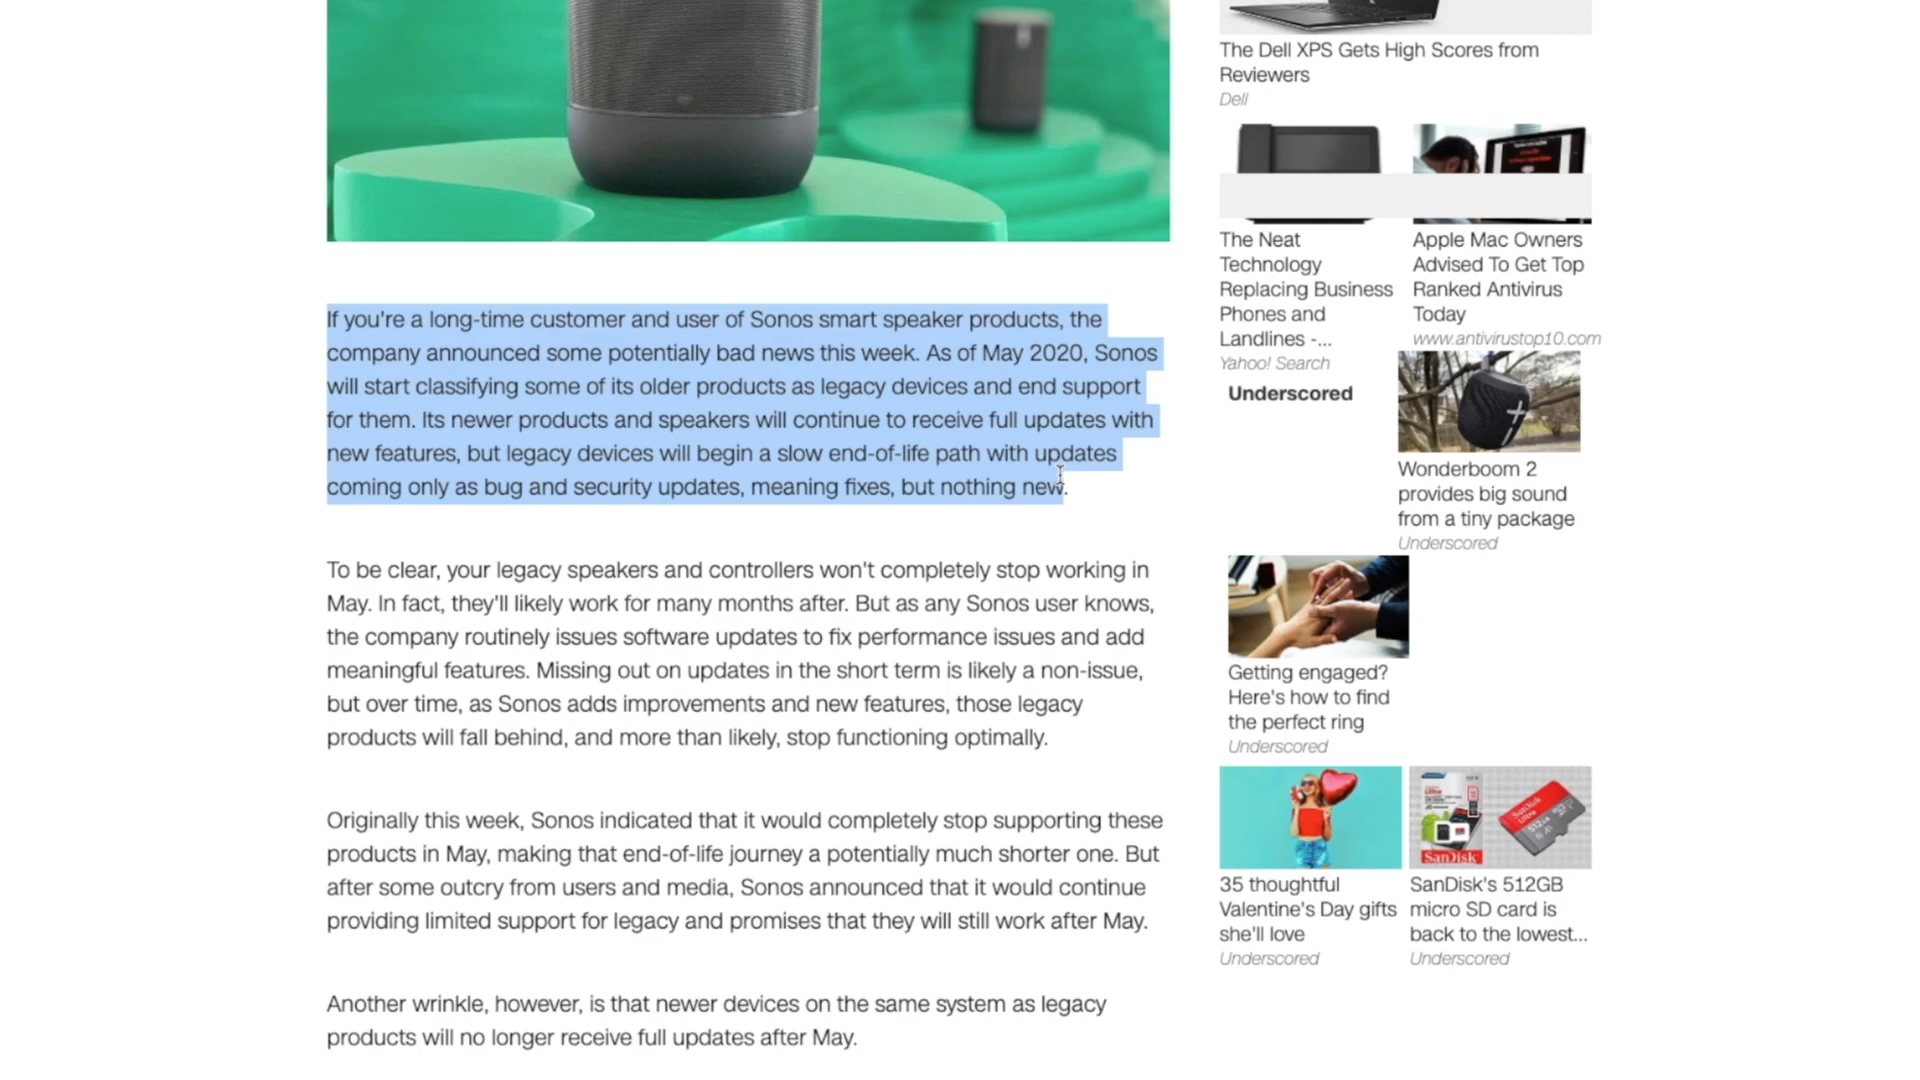 If you're a long-time customer and user of Sonos smart speaker products, the
company announced some potentially bad news this week. As of May 2020, Sonos
will start classifying some of its older products as legacy devices and end support
for them. Its newer products and speakers will continue to receive full updates with
new features, but legacy devices will begin a slow end-of-life path with updates
coming only as bug and security updates, meaning fixes, but nothing new.
To be clear, your legacy speakers and controllers won't completely stop working in
May. In fact, they'll likely work for many months after. But as any Sonos user knows,
the company routinely issues software updates to fix performance issues and add
meaningful features. Missing out on updates in the short term is likely a non-issue,
but over time, as Sonos adds improvements and new features, those legacy
products will fall behind, and more than likely, stop functioning optimally.
Originally this week, Sonos indicated that it would completely stop supporting these
products in May, making that end-of-life journey a potentially much shorter one. But
after some outcry from users and media, Sonos announced that it would continue
providing limited support for legacy and promises that they will still work after May.
Another wrinkle, however, is that newer devices on the same system as legacy
products will no longer receive full updates after May.
The Dell XPS Gets High Scores from
Reviewers
Dell
The Neat
Technology
Replacing Business
Phones and
Landlines -...
Yahoo! Search
Apple Mac Owners
Advised To Get Top
Ranked Antivirus
Today
www.antivirustop10.com
Underscored
Wonderboom 2
provides big sound
from a tiny package
Underscored
Getting engaged?
Here's how to find
the perfect ring
Underscored
35 thoughtful
Valentine's Day gifts
she'll love
Underscored
SanDisk
SanDisk
Ultra
512GB
SanDisk's 512GB
micro SD card is
back to the lowest...
Underscored